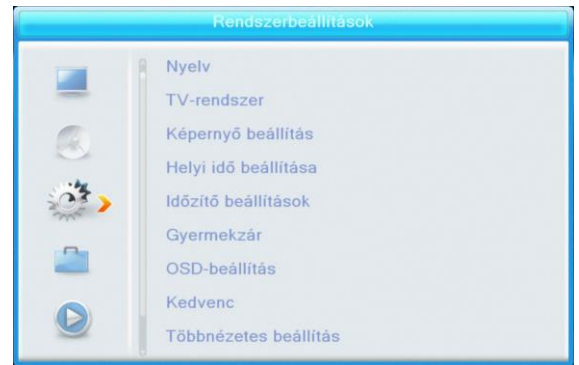 Rendszerbeállítások
Nyelv
TV-rendszer
Képernyő beállítás
Helyi idő beállítása
Időzítő beállítások
Gyermekzár
OSD-beállítás
Kedvenc
Többnézetes beállítás